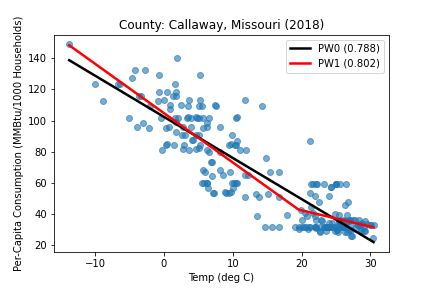 County: Callaway, Missouri (2018)
Per-Capita Consumption (MMBtu/1000 Households)
140
120
100
80
60
40
20
PW0 (0.788)
PW1 (0.802)
−10 0 10 20 30
Temp (deg C)